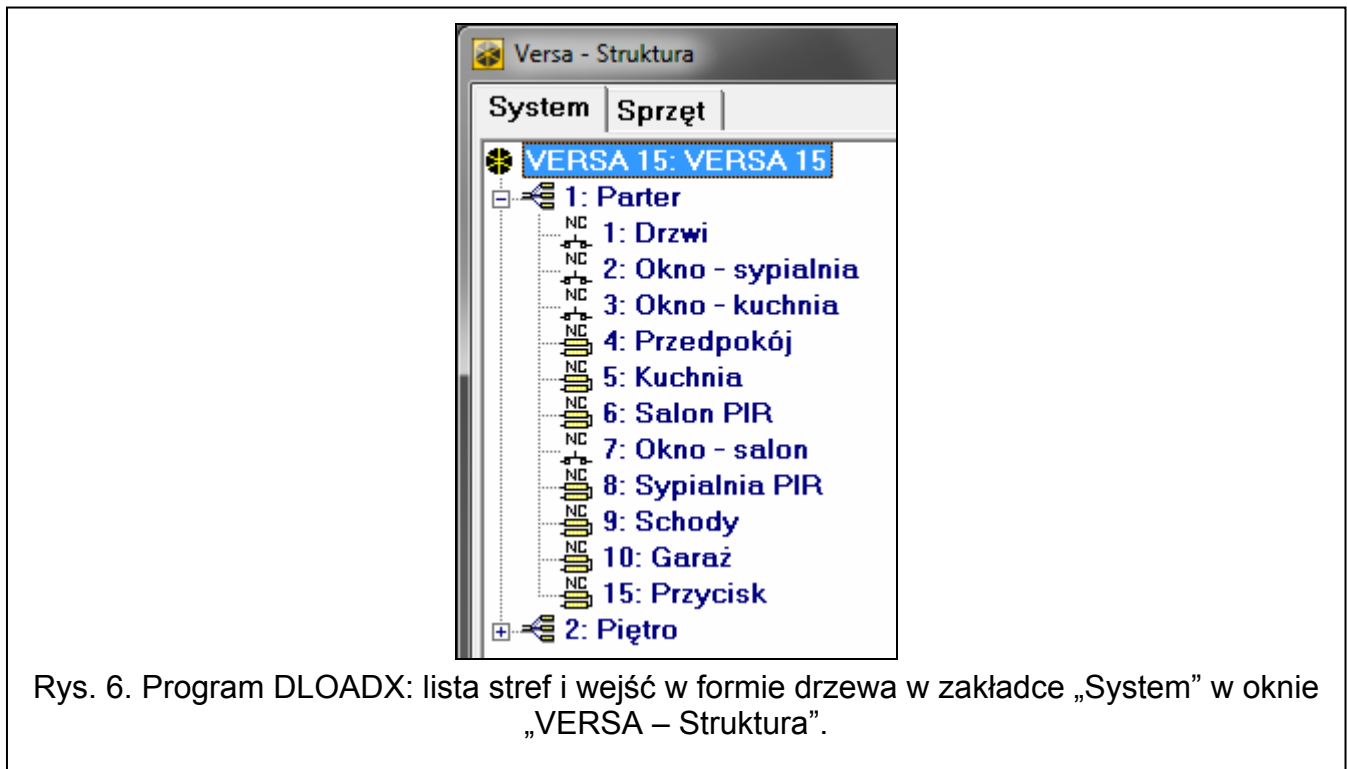 Versa - Struktura
System Sprzęt
VERSA 15: VERSA 15
1: Parter
NC 1: Drzwi
NC 2: Okno - sypialnia
NC 3: Okno - kuchnia
NC 4: Przedpokój
NC 5: Kuchnia
NC 6: Salon PIR
NC 7: Okno - salon
NC 8: Sypialnia PIR
NC 9: Schody
NC 10: Garaż
NC 15: Przycisk
2: Piętro
Rys. 6. Program DLOADX: lista stref i wejść w formie drzewa w zakładce „System” w oknie
„VERSA – Struktura”.